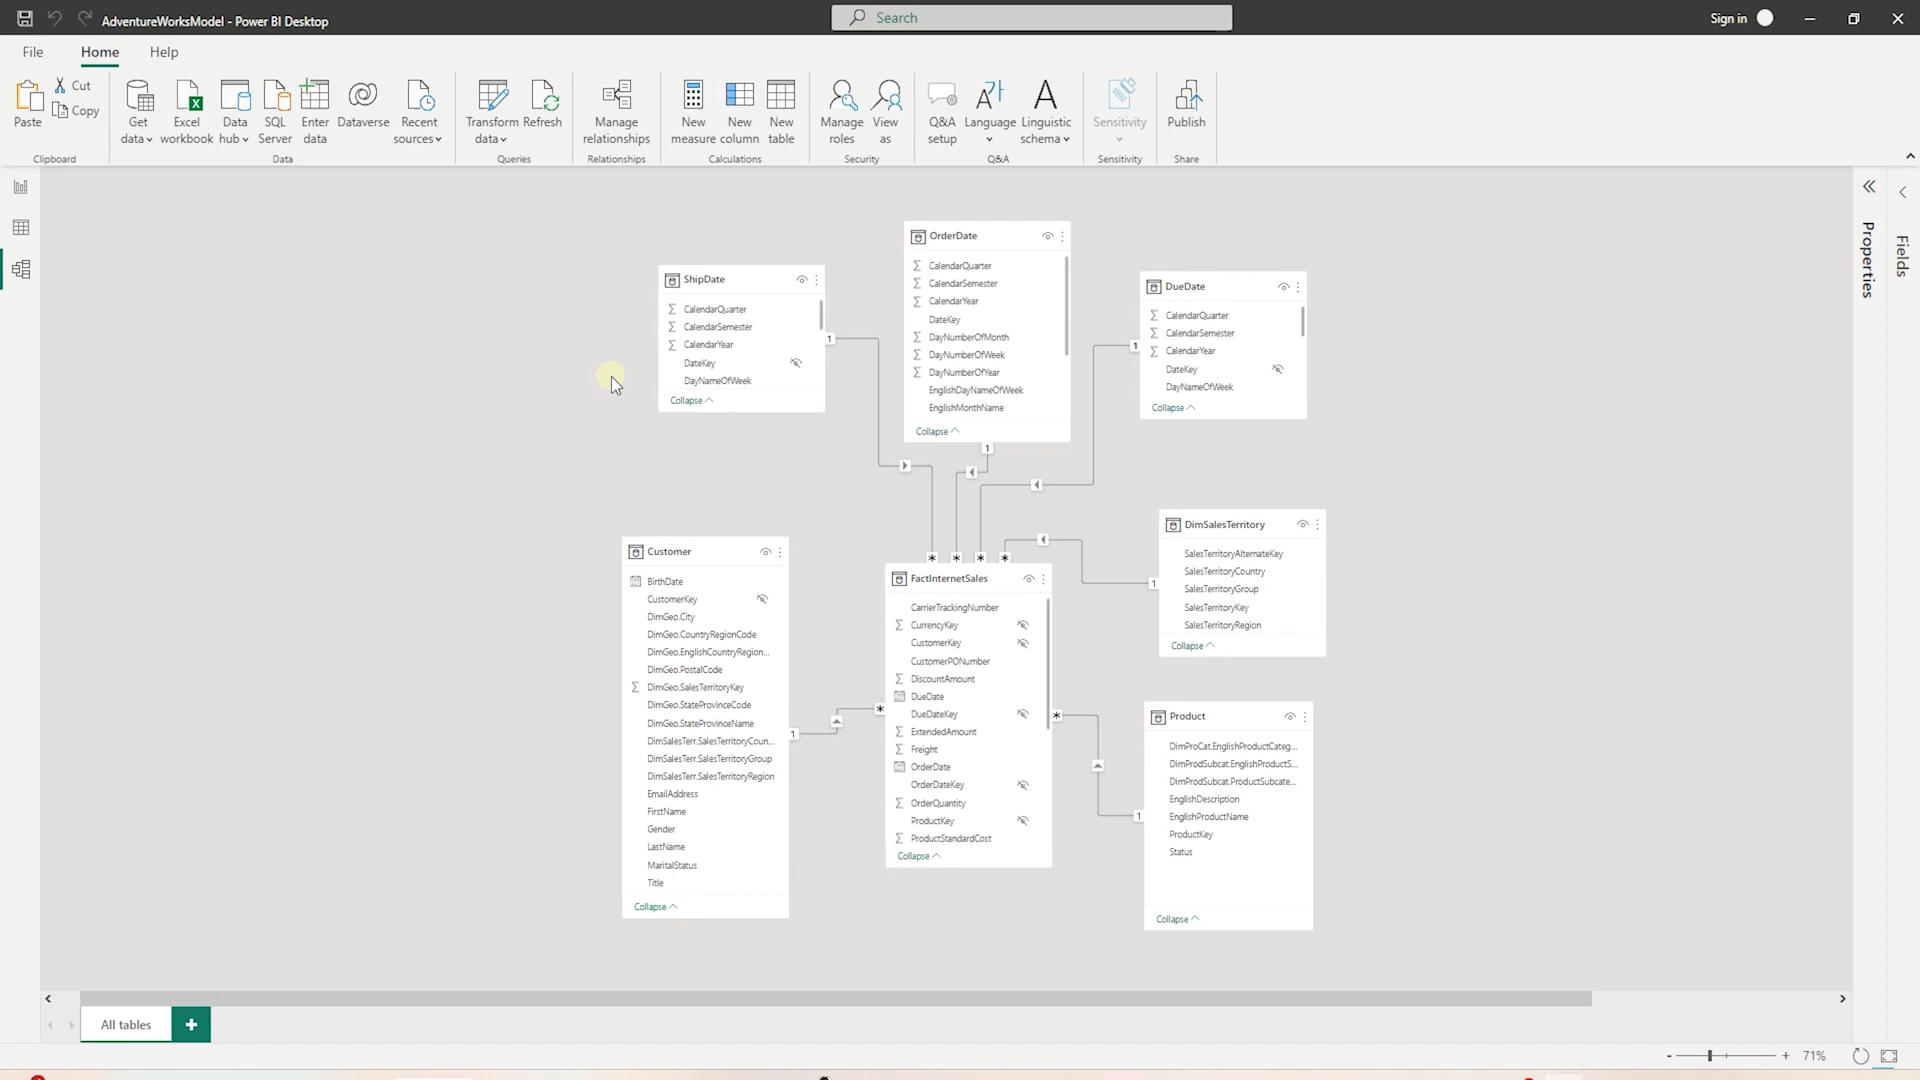 AdventureWorksModel - Power BI Desktop
Search
Sign in
File
Home
Help
Paste
Cut
Copy
Clipboard
Get data
Excel workbook
Data hub
SQL Server
Enter data
Dataverse
Recent sources
Data
Transform data
Refresh
Queries
Manage relationships
Relationships
New measure
New column
New table
Calculations
Manage roles
View as
Security
Q&A setup
Language
Linguistic schema
Q&A
Sensitivity
Sensitivity
Publish
Share
Properties
Fields
OrderDate
CalendarQuarter
CalendarSemester
CalendarYear
DateKey
DayNumberOfMonth
DayNumberOfWeek
DayNumberOfYear
EnglishDayNameOfWeek
EnglishMonthName
Collapse
1
ShipDate
CalendarQuarter
CalendarSemester
CalendarYear
DateKey
DayNameOfWeek
Collapse
1
DueDate
CalendarQuarter
CalendarSemester
CalendarYear
DateKey
DayNameOfWeek
Collapse
1
* * * *
DimSalesTerritory
SalesTerritoryAlternateKey
SalesTerritoryCountry
SalesTerritoryGroup
SalesTerritoryKey
SalesTerritoryRegion
Collapse
1
Customer
BirthDate
CustomerKey
DimGeo.City
DimGeo.CountryRegionCode
DimGeo.EnglishCountryRegion...
DimGeo.PostalCode
DimGeo.SalesTerritoryKey
DimGeo.StateProvinceCode
DimGeo.StateProvinceName
DimSalesTerr.SalesTerritoryCoun...
DimSalesTerr.SalesTerritoryGroup
DimSalesTerr.SalesTerritoryRegion
EmailAddress
FirstName
Gender
LastName
MaritalStatus
Title
Collapse
1
*
FactInternetSales
CarrierTrackingNumber
CurrencyKey
CustomerKey
CustomerPONumber
DiscountAmount
DueDate
DueDateKey
ExtendedAmount
Freight
OrderDate
OrderDateKey
OrderQuantity
ProductKey
ProductStandardCost
Collapse
*
Product
DimProCat.EnglishProductCateg...
DimProdSubcat.EnglishProductS...
DimProdSubcat.ProductSubcate...
EnglishDescription
EnglishProductName
ProductKey
Status
Collapse
1
All tables
+
- + 71%